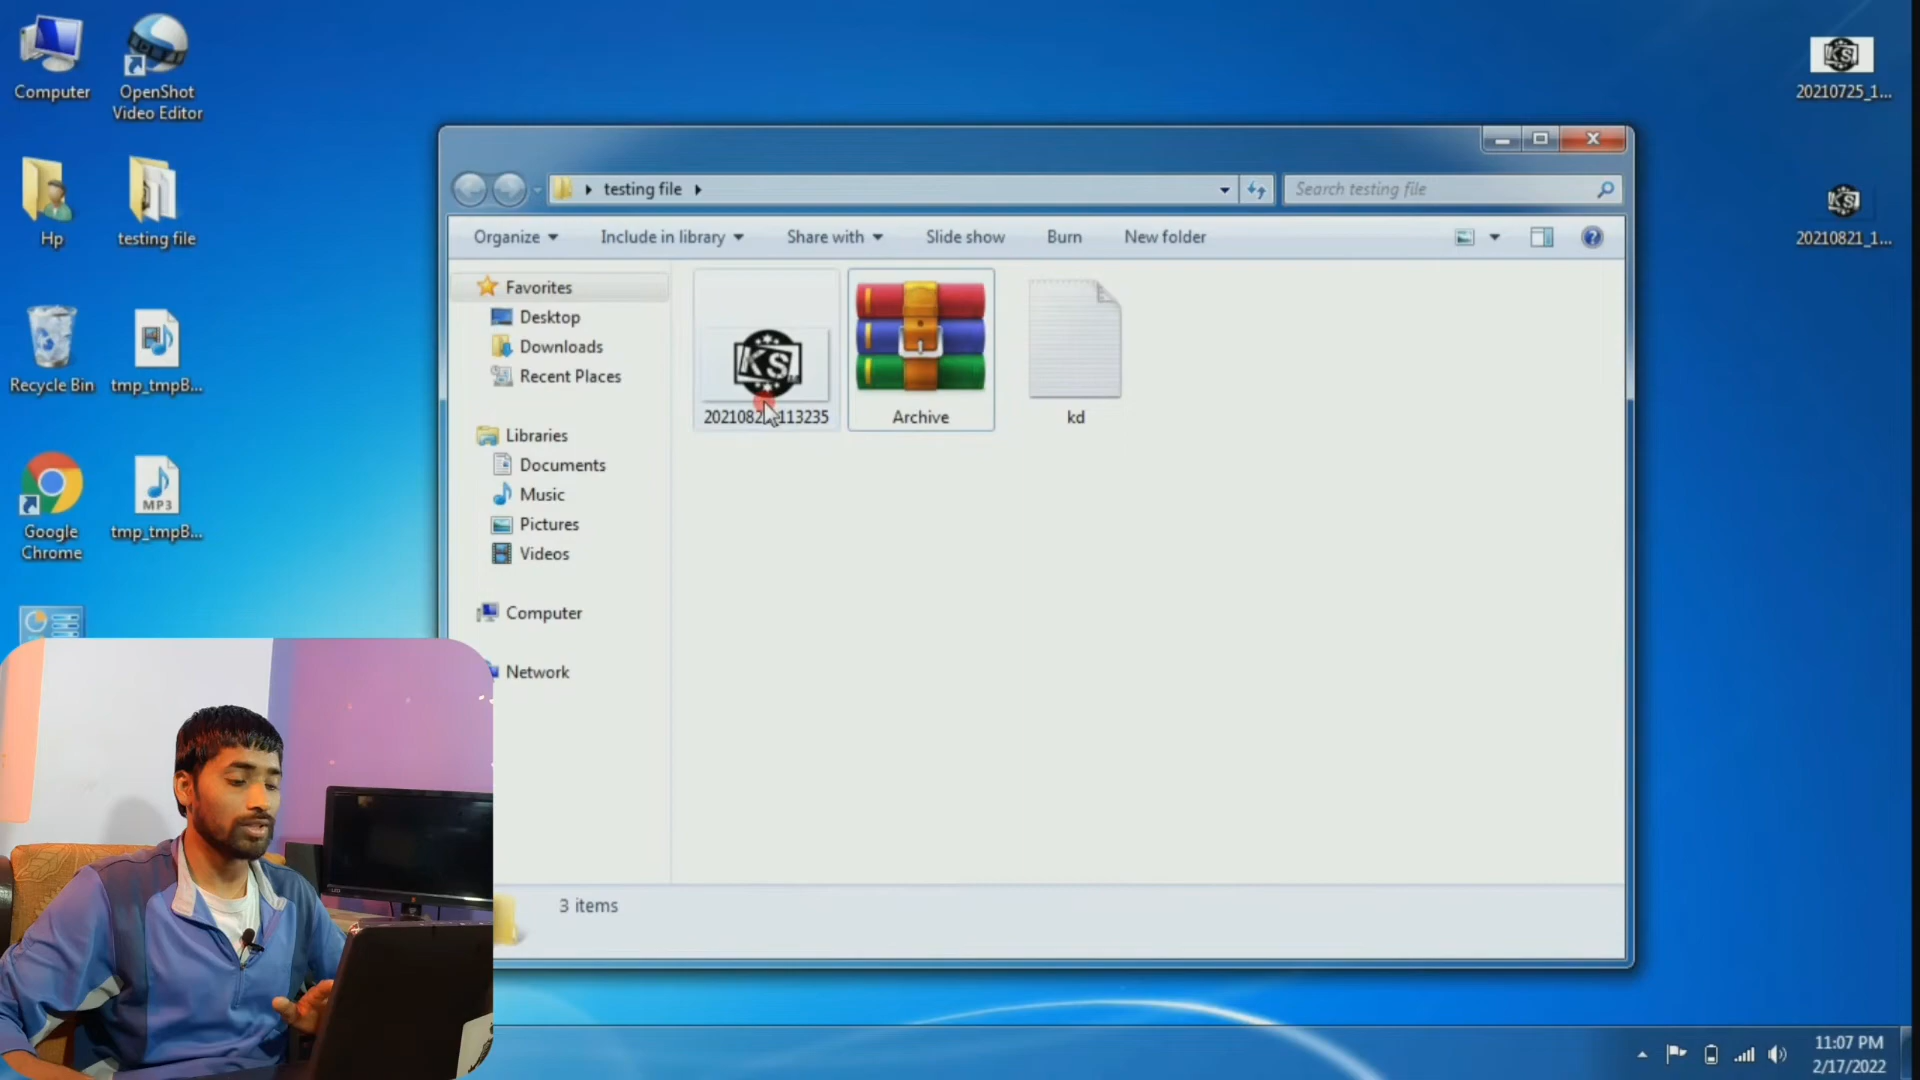 Computer
OpenShot
Video Editor
Hp
testing file
Recycle Bin
tmp_tmpB...
Google
Chrome
MP3
tmp_tmpB...
testing file
Search testing file
Organize
Include in library
Share with
Slide show
Burn
New folder
Favorites
Desktop
Downloads
Recent Places
Libraries
Documents
Music
Pictures
Videos
Computer
Network
KS
Archive
kd
3 items
KS
20210725_1...
KS
20210821_1...
11:07 PM
2/17/2022